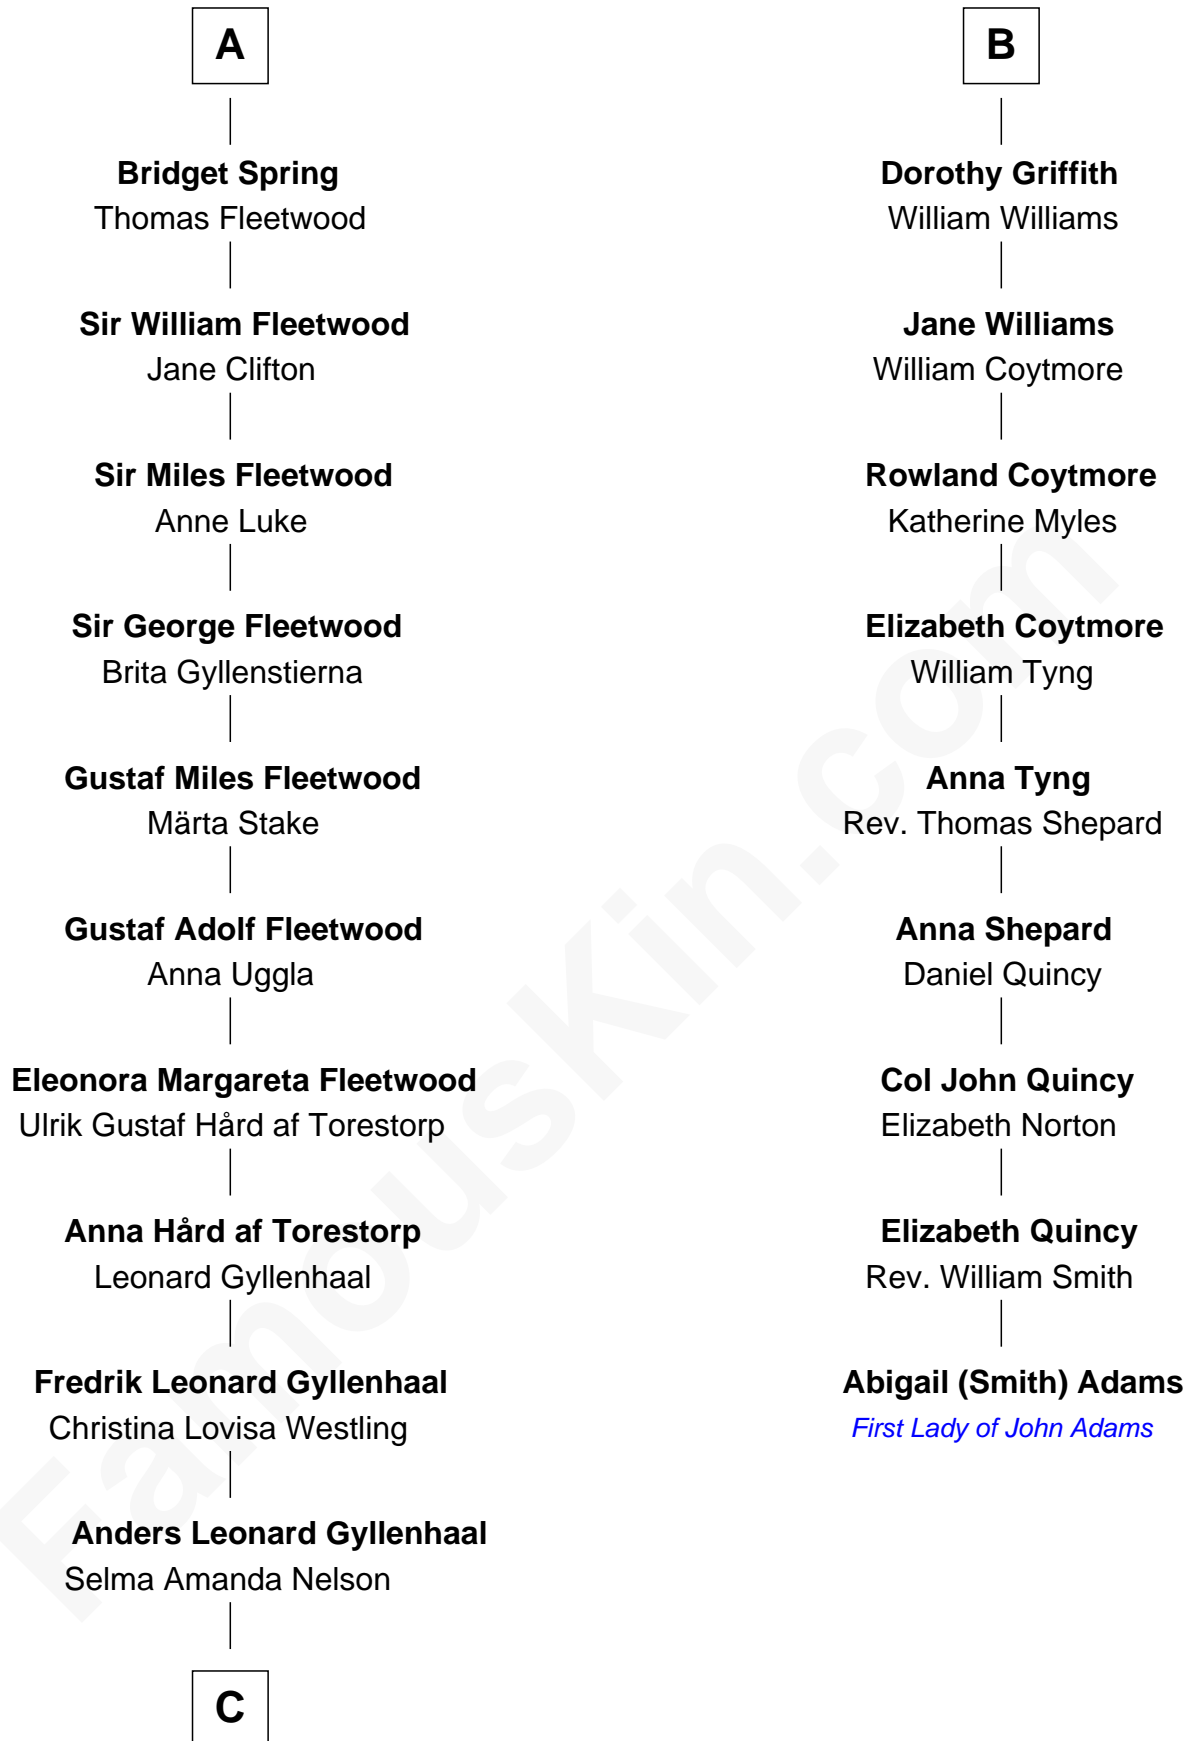 A
Bridget Spring
Thomas Fleetwood
Sir William Fleetwood
Jane Clifton
Sir Miles Fleetwood
Anne Luke
Sir George Fleetwood
Brita Gyllenstierna
Gustaf Miles Fleetwood
Märta Stake
Gustaf Adolf Fleetwood
Anna Uggla
Eleonora Margareta Fleetwood
Ulrik Gustaf Hård af Torestorp
Anna Hård af Torestorp
Leonard Gyllenhaal
Fredrik Leonard Gyllenhaal
Christina Lovisa Westling
Anders Leonard Gyllenhaal
Selma Amanda Nelson
C
B
Dorothy Griffith
William Williams
Jane Williams
William Coytmore
Rowland Coytmore
Katherine Myles
Elizabeth Coytmore
William Tyng
Anna Tyng
Rev. Thomas Shepard
Anna Shepard
Daniel Quincy
Col John Quincy
Elizabeth Norton
Elizabeth Quincy
Rev. William Smith
Abigail (Smith) Adams
First Lady of John Adams
FamousKin.com